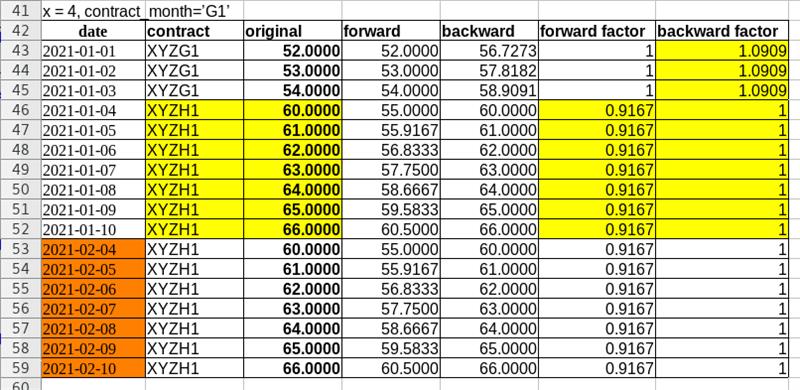 41 x = 4, contract_month='G1'
42 date contract original forward backward forward factor backward factor
43 2021-01-01 XYZG1 52.0000 52.0000 56.7273 1 1.0909
44 2021-01-02 XYZG1 53.0000 53.0000 57.8182 1 1.0909
45 2021-01-03 XYZG1 54.0000 54.0000 58.9091 1 1.0909
46 2021-01-04 XYZH1 60.0000 55.0000 60.0000 0.9167 1
47 2021-01-05 XYZH1 61.0000 55.9167 61.0000 0.9167 1
48 2021-01-06 XYZH1 62.0000 56.8333 62.0000 0.9167 1
49 2021-01-07 XYZH1 63.0000 57.7500 63.0000 0.9167 1
50 2021-01-08 XYZH1 64.0000 58.6667 64.0000 0.9167 1
51 2021-01-09 XYZH1 65.0000 59.5833 65.0000 0.9167 1
52 2021-01-10 XYZH1 66.0000 60.5000 66.0000 0.9167 1
53 2021-02-04 XYZH1 60.0000 55.0000 60.0000 0.9167 1
54 2021-02-05 XYZH1 61.0000 55.9167 61.0000 0.9167 1
55 2021-02-06 XYZH1 62.0000 56.8333 62.0000 0.9167 1
56 2021-02-07 XYZH1 63.0000 57.7500 63.0000 0.9167 1
57 2021-02-08 XYZH1 64.0000 58.6667 64.0000 0.9167 1
58 2021-02-09 XYZH1 65.0000 59.5833 65.0000 0.9167 1
59 2021-02-10 XYZH1 66.0000 60.5000 66.0000 0.9167 1
60